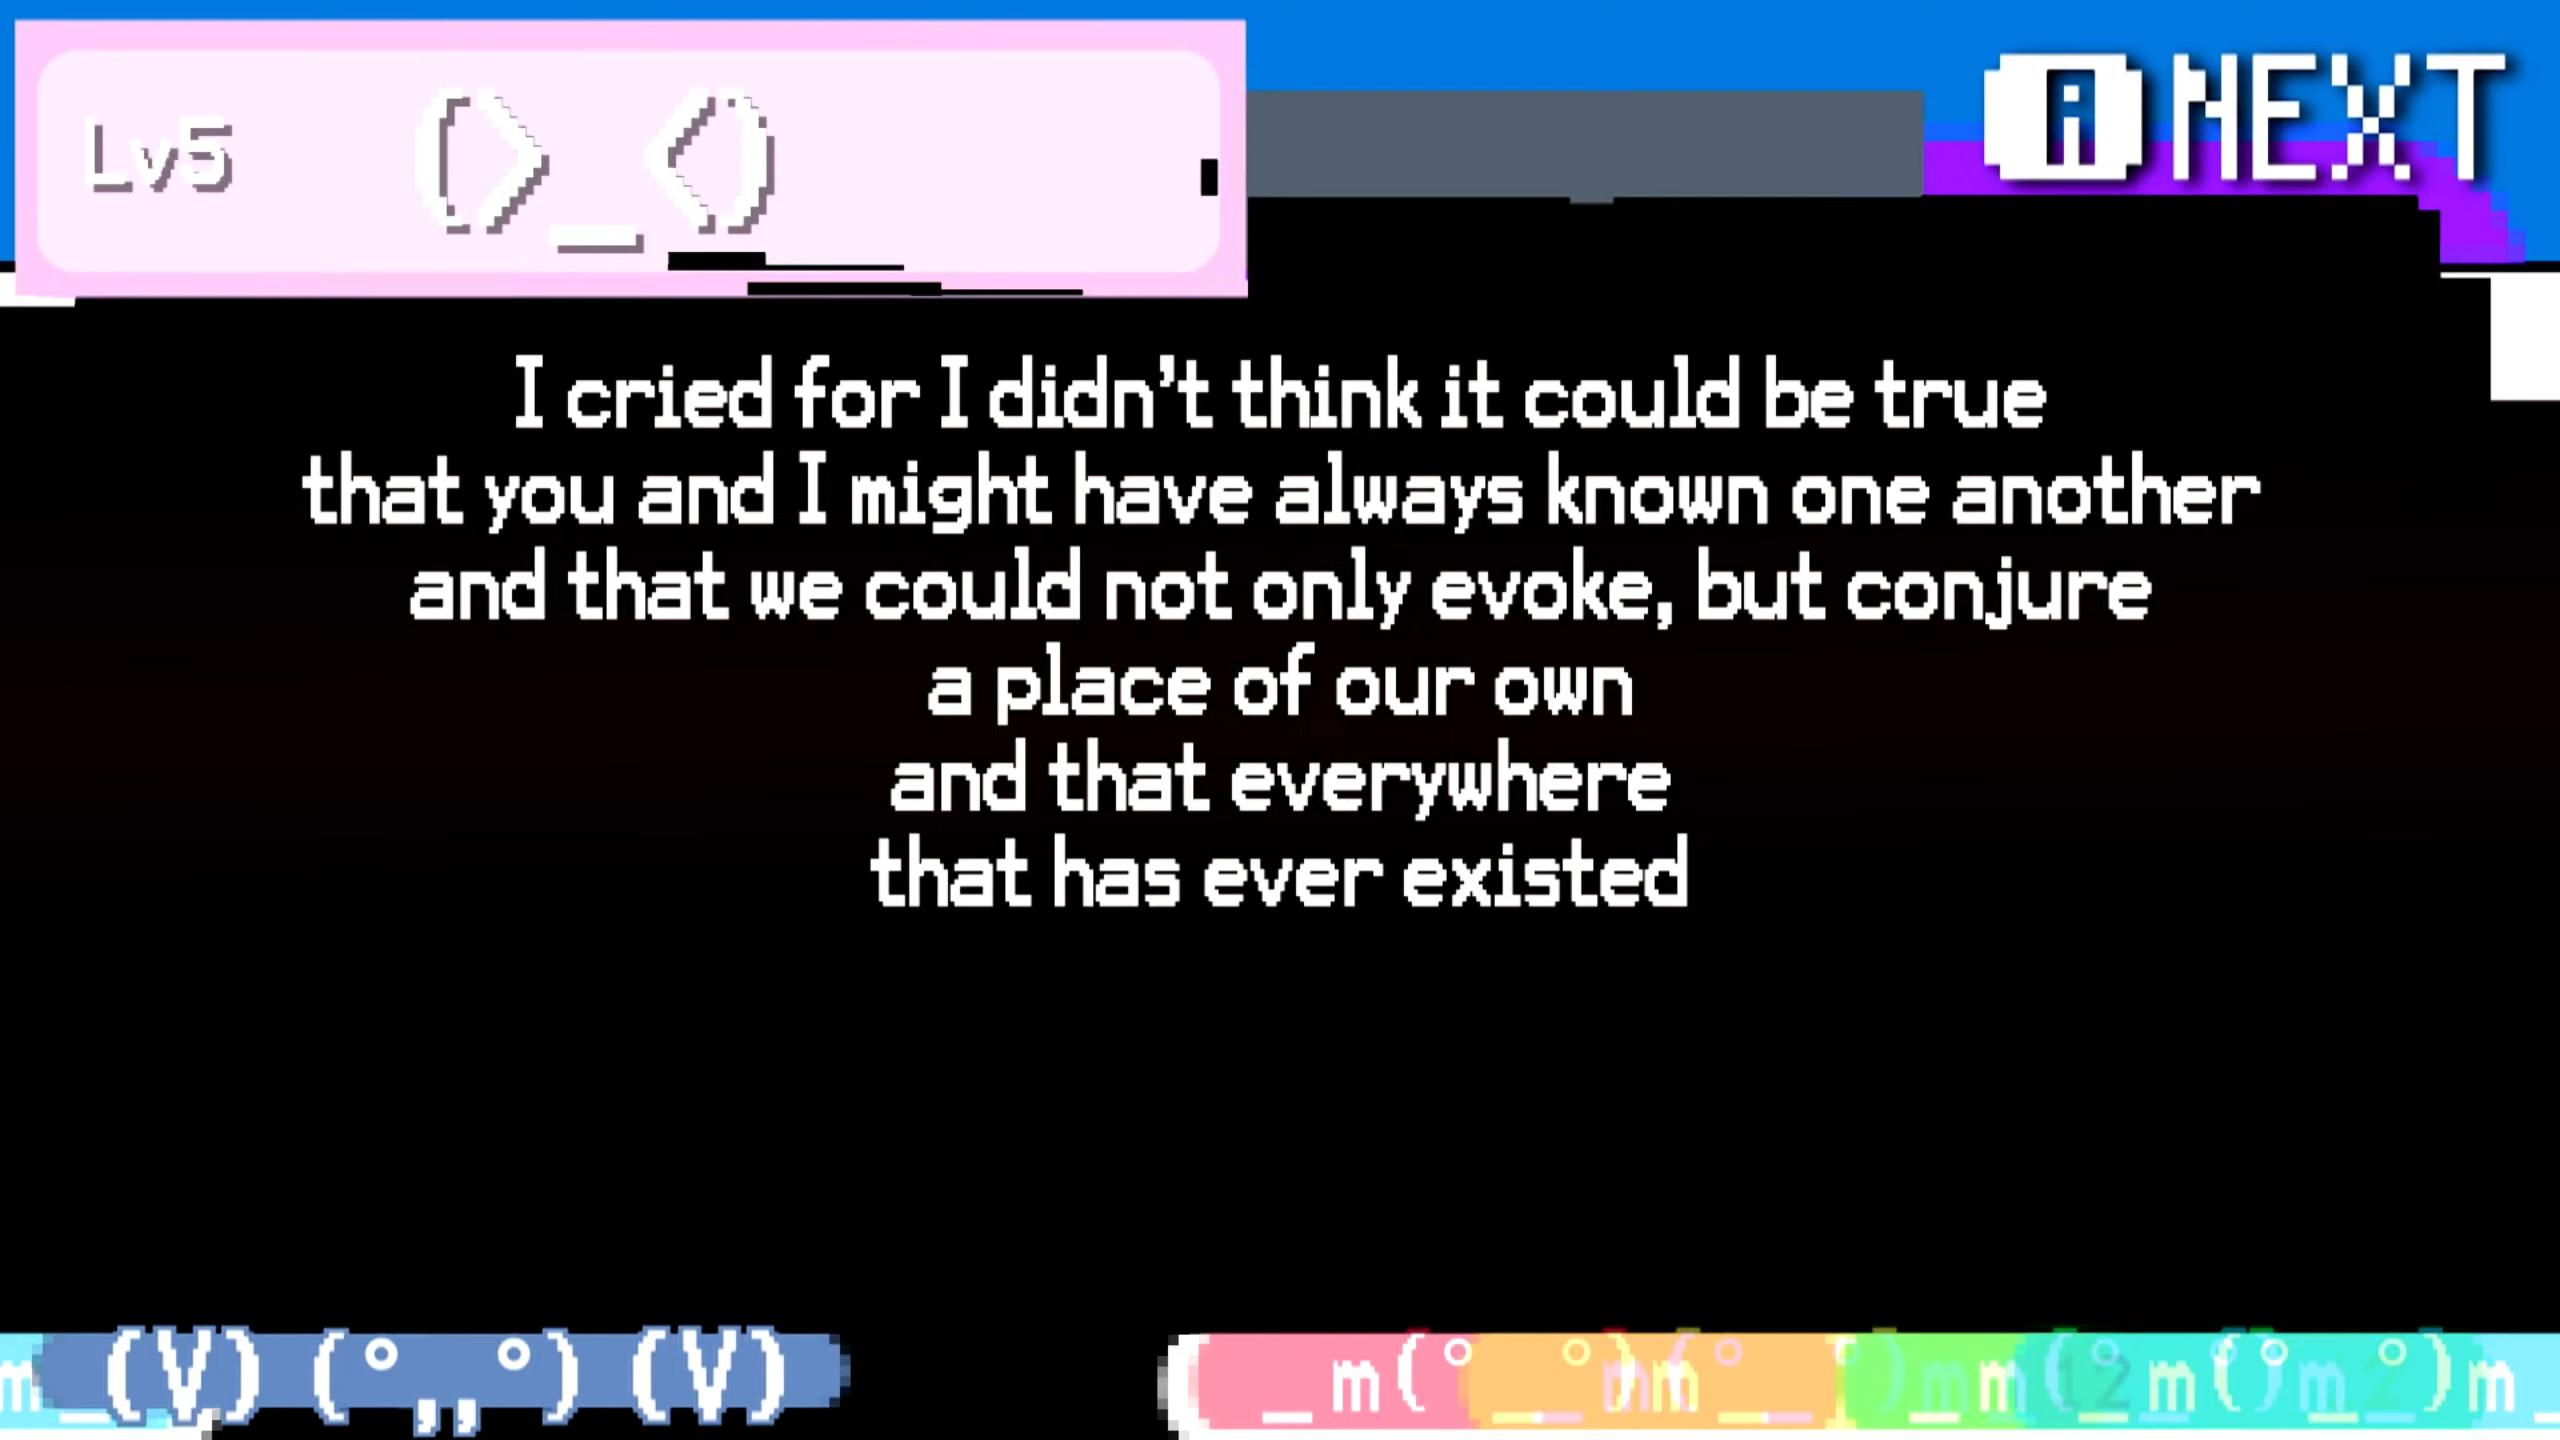 Lv5 (>_<)
NEXT
I cried for I didn't think it could be true
that you and I might have always known one another
and that we could not only evoke, but conjure
a place of our own
and that everywhere
that has ever existed
(V) (°,,°) (V)